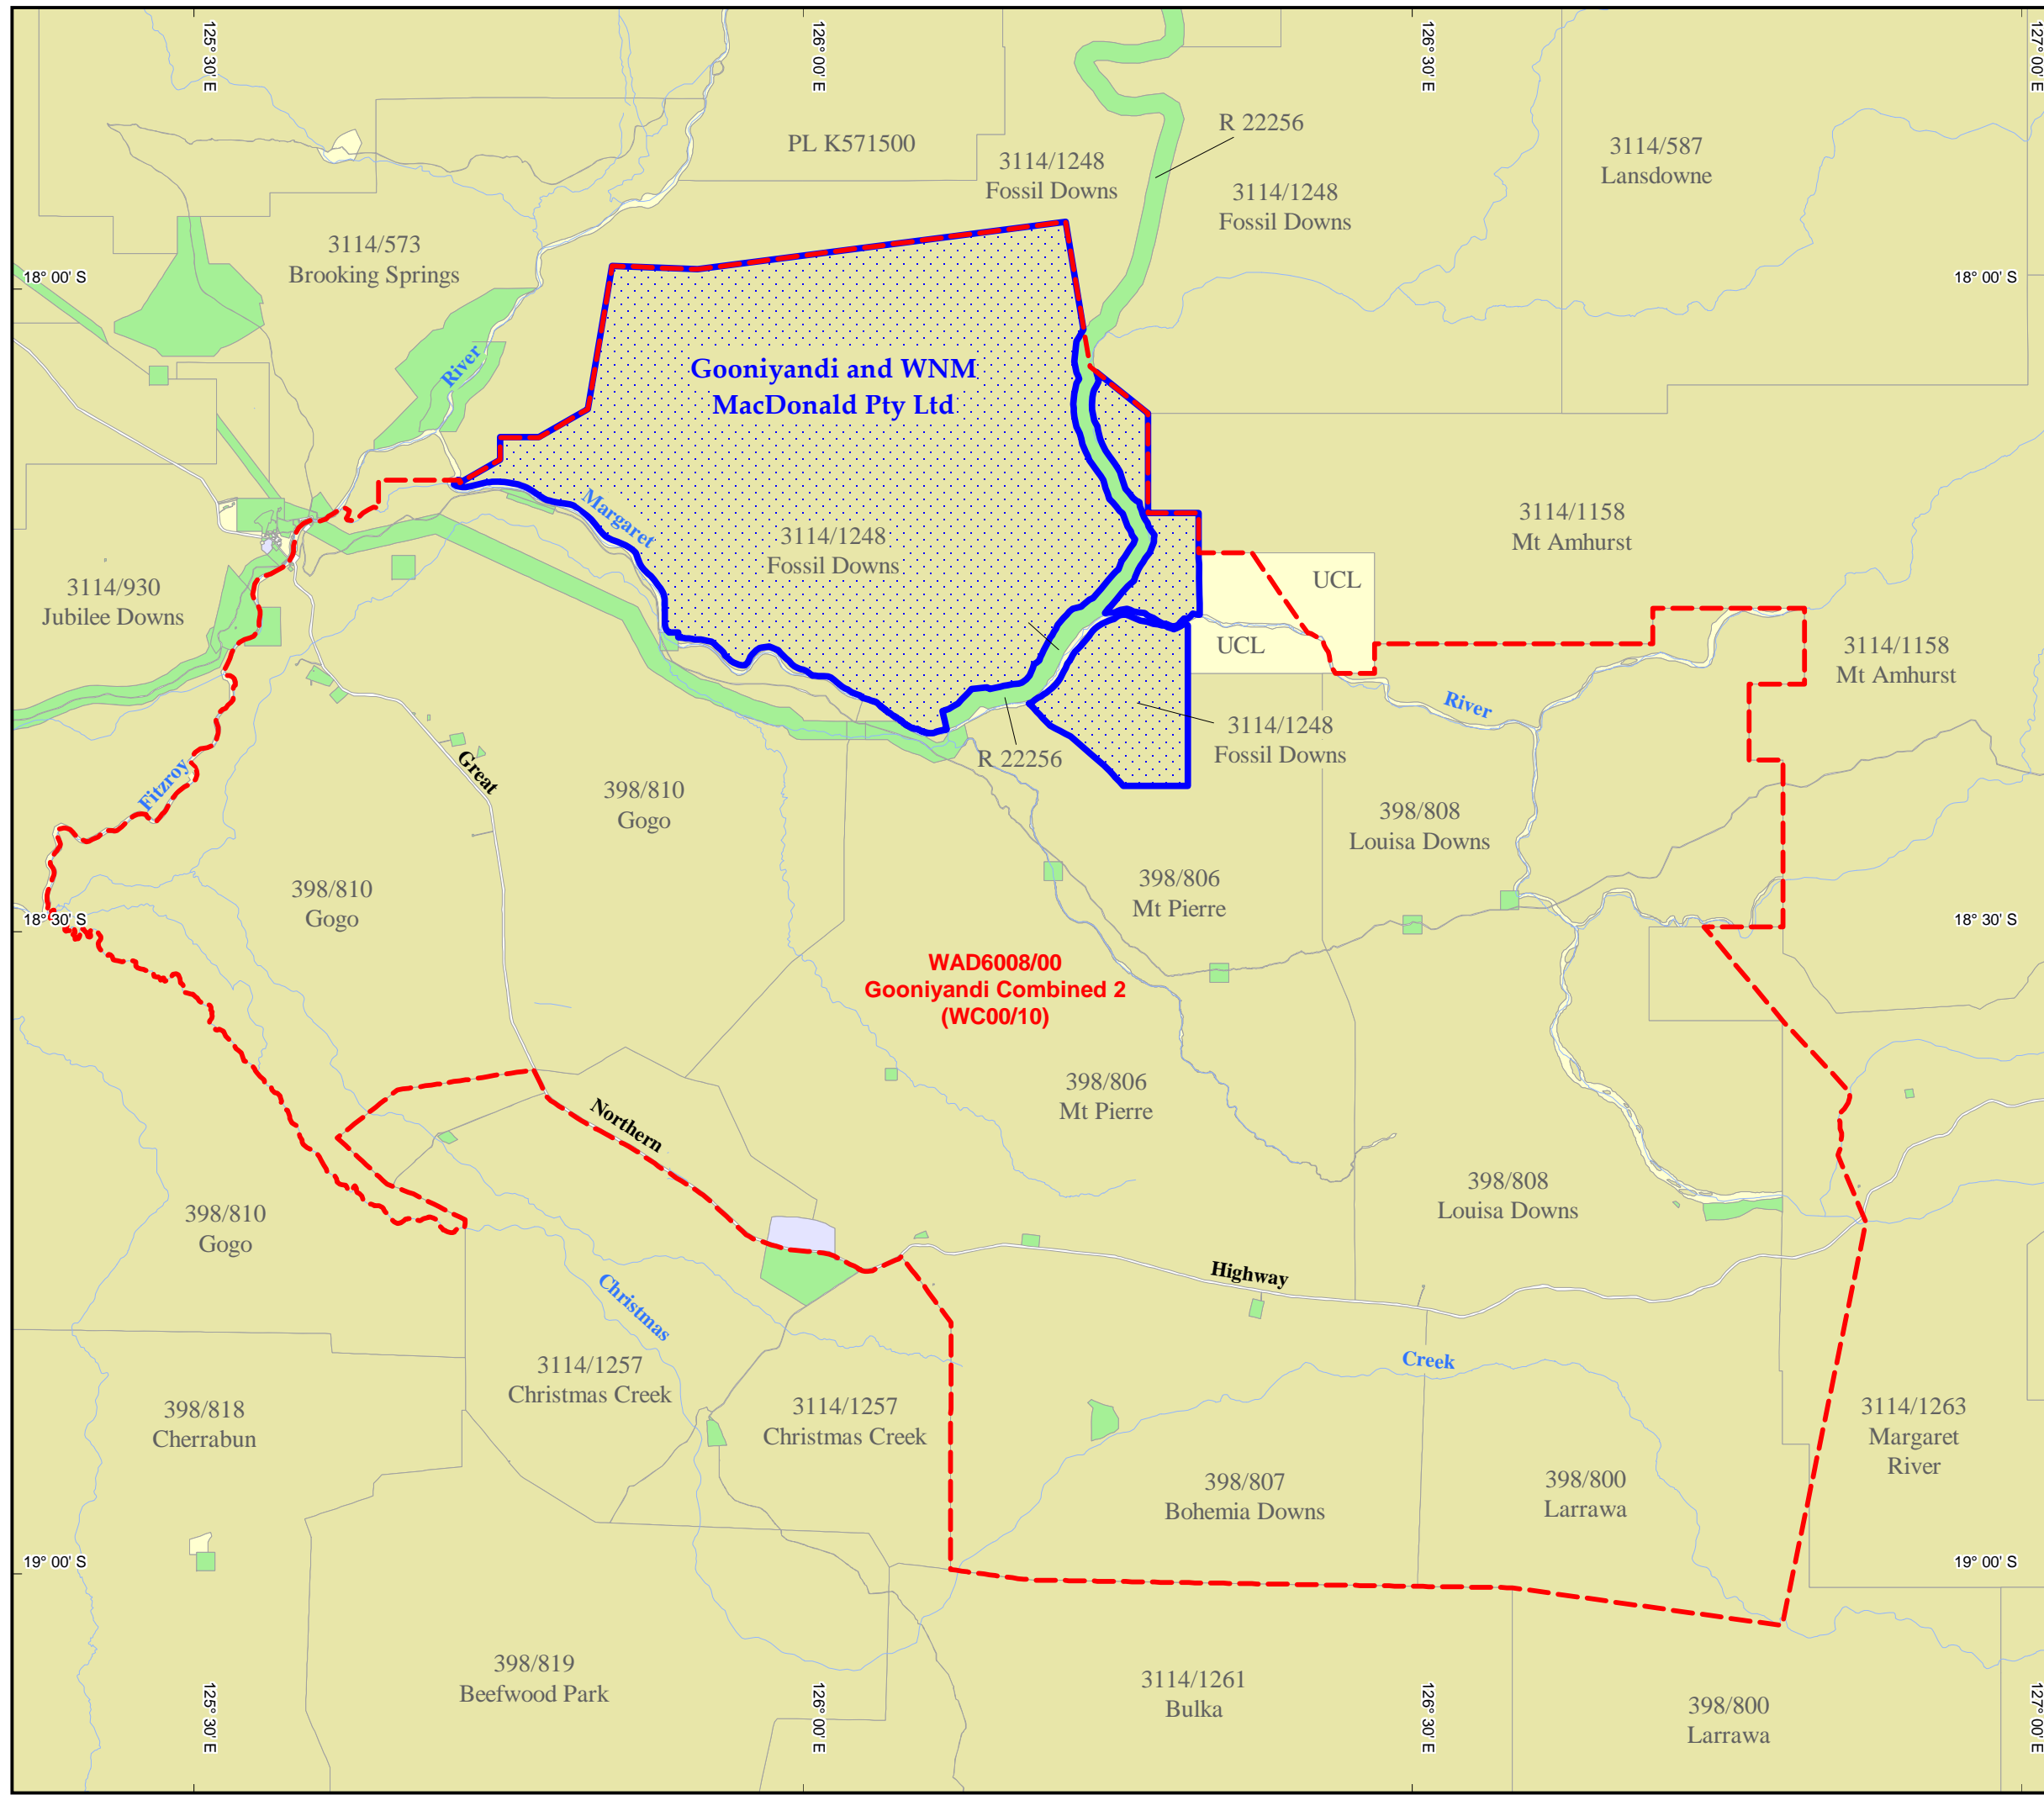 125° 30' E
126° 00' E
126° 30' E
127° 00' E
R 22256
PL K571500
3114/1248
Fossil Downs
3114/587
Lansdowne
3114/1248
Fossil Downs
3114/573
Brooking Springs
18° 00' S
18° 00' S
River
Gooniyandi and WNM
MacDonald Pty Ltd
Margaret
3114/1248
Fossil Downs
3114/1158
Mt Amhurst
UCL
3114/930
Jubilee Downs
UCL
3114/1158
Mt Amhurst
River
3114/1248
Fossil Downs
R 22256
Great
Fitzroy
398/810
Gogo
398/808
Louisa Downs
398/810
Gogo
398/806
Mt Pierre
18° 30' S
18° 30' S
WAD6008/00
Gooniyandi Combined 2
(WC00/10)
398/806
Mt Pierre
Northern
398/810
Gogo
398/808
Louisa Downs
Highway
Christmas
Creek
3114/1257
Christmas Creek
398/818
Cherrabun
3114/1257
Christmas Creek
3114/1263
Margaret
River
398/807
Bohemia Downs
398/800
Larrawa
19° 00' S
19° 00' S
398/819
Beefwood Park
3114/1261
Bulka
398/800
Larrawa
125° 30' E
126° 00' E
126° 30' E
127° 00' E